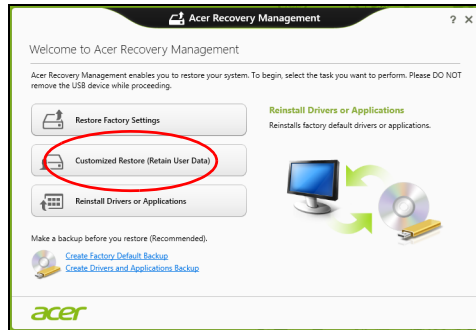 Acer Recovery Management
? X
Welcome to Acer Recovery Management
Acer Recovery Management enables you to restore your system. To begin, select the task you want to perform. Please DO NOT
remove the USB device while proceeding.
Restore Factory Settings
Customized Restore (Retain User Data)
Reinstall Drivers or Applications
Reinstall Drivers or Applications
Reinstalls factory default drivers or applications.
Make a backup before you restore (Recommended).
Create Factory Default Backup
Create Drivers and Applications Backup
acer